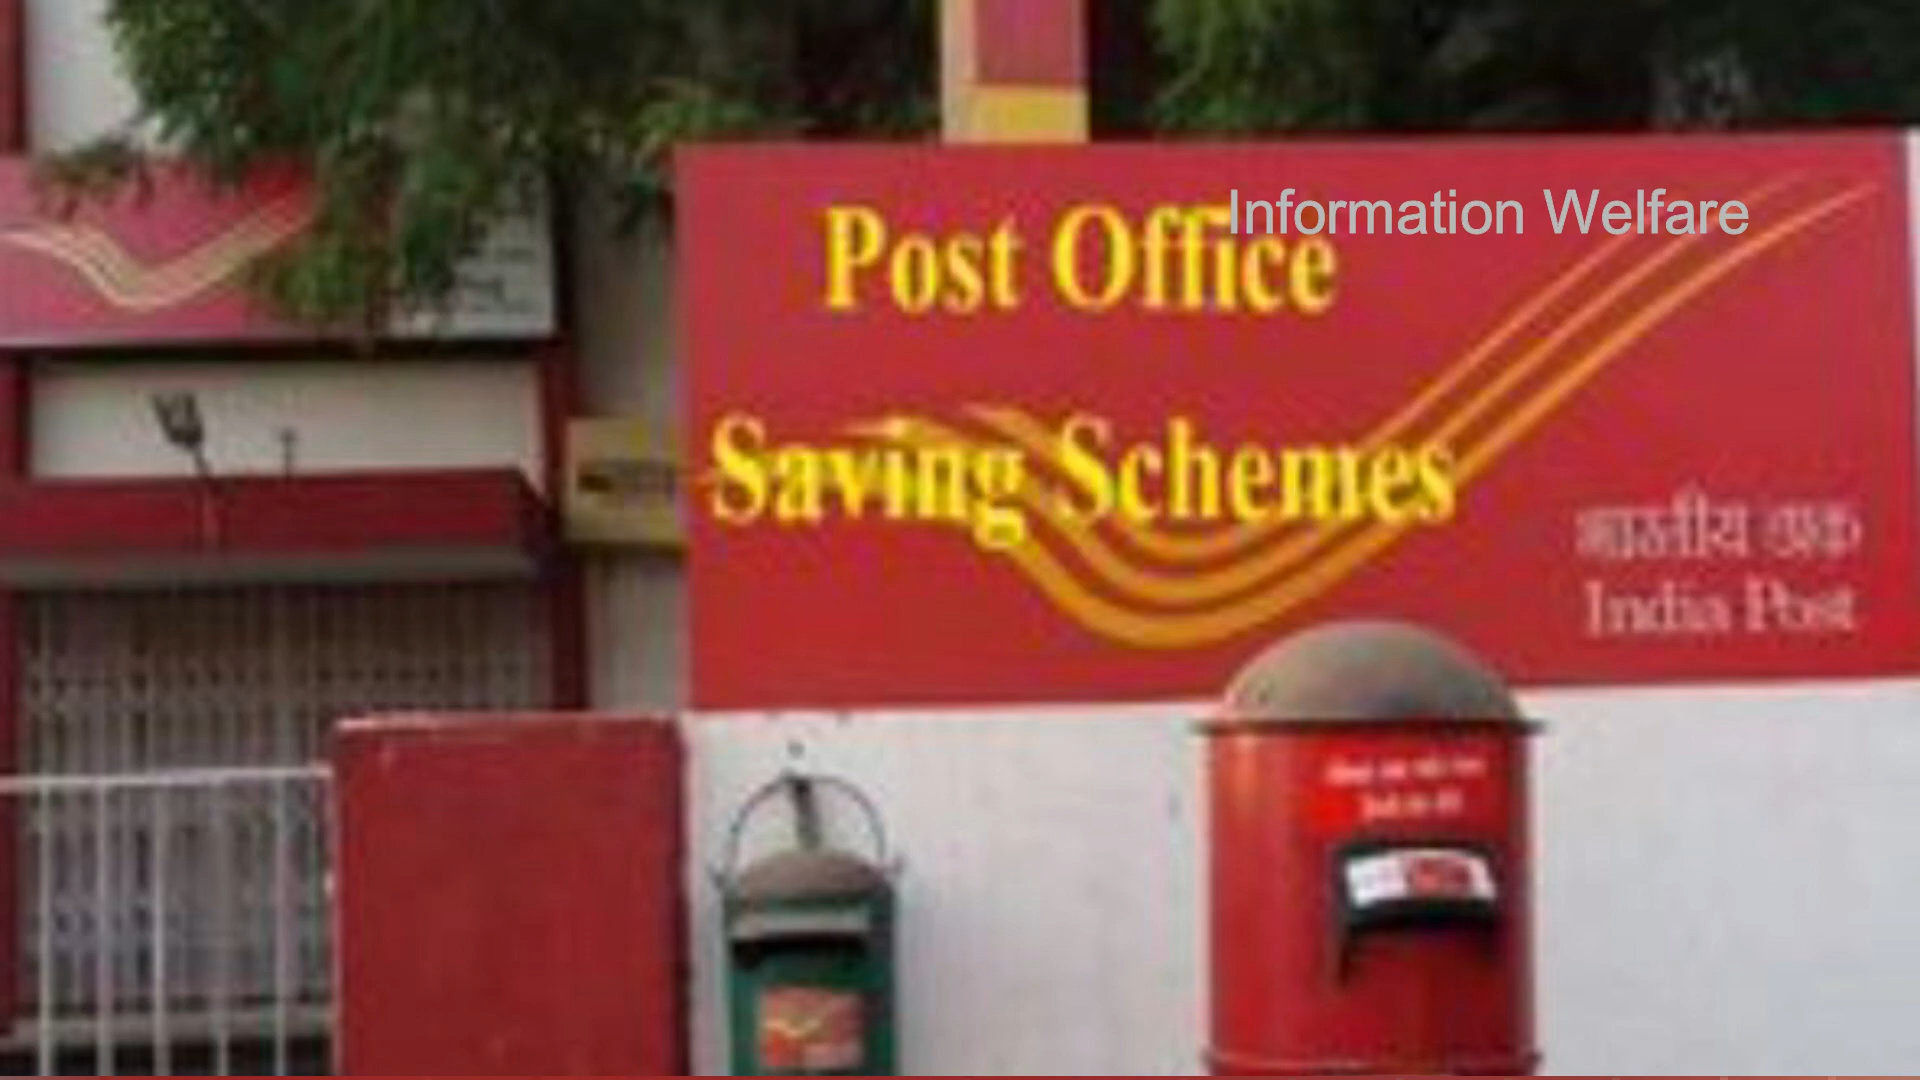 Information Welfare
Post Office
Saving Schemes
भारतीय डाक
India Post